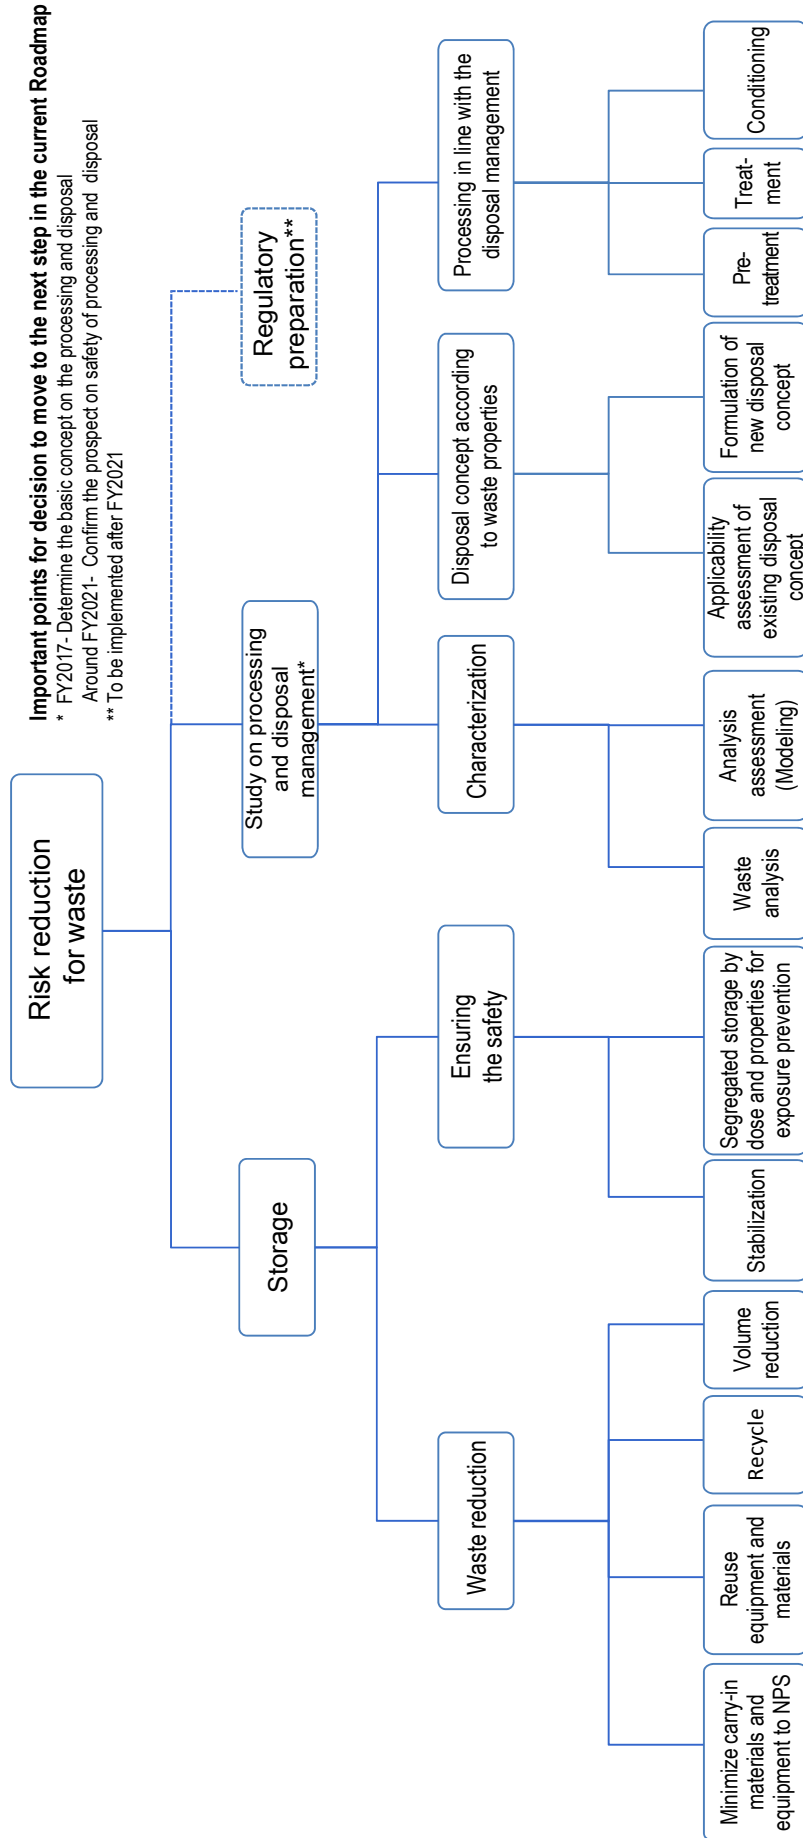 Important points for decision to move to the next step in the current Roadmap
* FY2017- Determine the basic concept on the processing and disposal
Around FY2021- Confirm the prospect on safety of processing and disposal
** To be implemented after FY2021
Risk reduction
for waste
Storage
Study on processing
and disposal
management*
Regulatory
preparation**
Waste reduction
Ensuring
the safety
Characterization
Disposal concept according
to waste properties
Processing in line with the
disposal management
Minimize carry-in
materials and
equipment to NPS
Reuse
equipment and
materials
Recycle
Volume
reduction
Stabilization
Segregated storage by
dose and properties for
exposure prevention
Waste
analysis
Analysis
assessment
(Modeling)
Applicability
assessment of
existing disposal
concept
Formulation of
new disposal
concept
Pre-
treatment
Treat-
ment
Conditioning